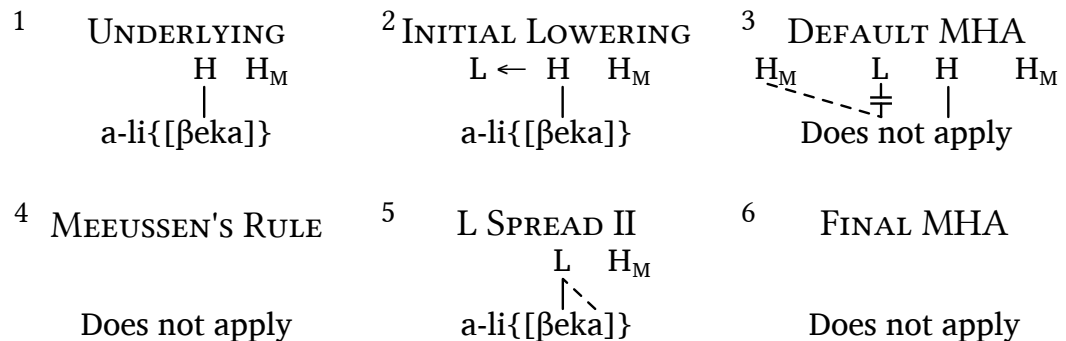 1 UNDERLYING
H H_M
a-li{[βeka]}
2 INITIAL LOWERING
L ← H H_M
a-li{[βeka]}
3 DEFAULT MHA
H_M L H H_M
Does not apply
4 MEEUSSEN'S RULE
Does not apply
5 L SPREAD II
L H_M
a-li{[βeka]}
6 FINAL MHA
Does not apply